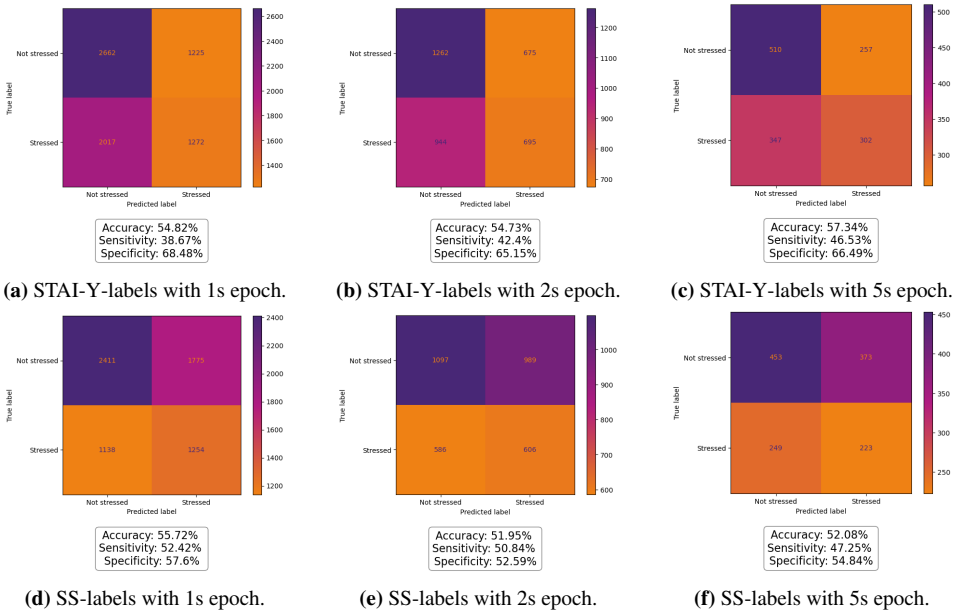 Not stressed
Stressed
True label
2662
1225
2017
1272
Not stressed
Stressed
Predicted label
2600
2400
2200
2000
1800
1600
1400
Accuracy: 54.82%
Sensitivity: 38.67%
Specificity: 68.48%
(a) STAI-Y-labels with 1s epoch.
Not stressed
Stressed
True label
1262
675
944
695
Not stressed
Stressed
Predicted label
1200
1100
1000
900
800
700
Accuracy: 54.73%
Sensitivity: 42.4%
Specificity: 65.15%
(b) STAI-Y-labels with 2s epoch.
Not stressed
Stressed
True label
510
257
347
302
Not stressed
Stressed
Predicted label
500
450
400
350
300
Accuracy: 57.34%
Sensitivity: 46.53%
Specificity: 66.49%
(c) STAI-Y-labels with 5s epoch.
Not stressed
Stressed
True label
2411
1775
1138
1254
Not stressed
Stressed
Predicted label
2400
2200
2000
1800
1600
1400
1200
Accuracy: 55.72%
Sensitivity: 52.42%
Specificity: 57.6%
(d) SS-labels with 1s epoch.
Not stressed
Stressed
True label
1097
989
586
606
Not stressed
Stressed
Predicted label
1000
900
800
700
600
Accuracy: 51.95%
Sensitivity: 50.84%
Specificity: 52.59%
(e) SS-labels with 2s epoch.
Not stressed
Stressed
True label
453
373
249
223
Not stressed
Stressed
Predicted label
450
400
350
300
250
Accuracy: 52.08%
Sensitivity: 47.25%
Specificity: 54.84%
(f) SS-labels with 5s epoch.